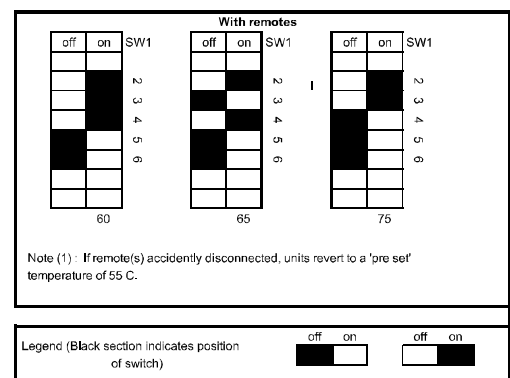 With remotes
off on SW1 off on SW1 off on SW1
2 2 2
3 3 3
4 4 4
5 5 5
6 6 6
60 65 75
Note (1) : If remote(s) accidently disconnected, units revert to a 'pre set'
temperature of 55 C.
off on off on
Legend (Black section indicates position
of switch)